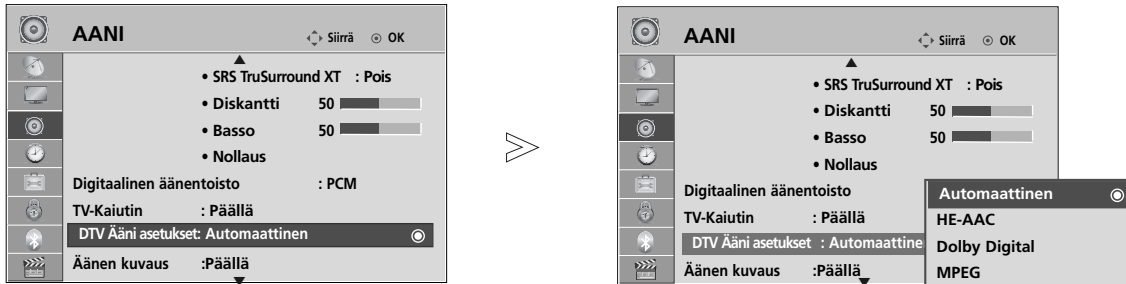 AANI Siirrä OK
• SRS TruSurround XT : Pois
• Diskantti 50
• Basso 50
• Nollaus
Digitaalinen äänentoisto : PCM
TV-Kaiutin : Päällä
DTV Ääni asetukset: Automaattinen
Äänen kuvaus :Päällä
AANI Siirrä OK
• SRS TruSurround XT : Pois
• Diskantti 50
• Basso 50
• Nollaus
Digitaalinen äänentoisto
TV-Kaiutin : Päällä
DTV Ääni asetukset : Automaattine
Äänen kuvaus :Päällä
Automaattinen
HE-AAC
Dolby Digital
MPEG